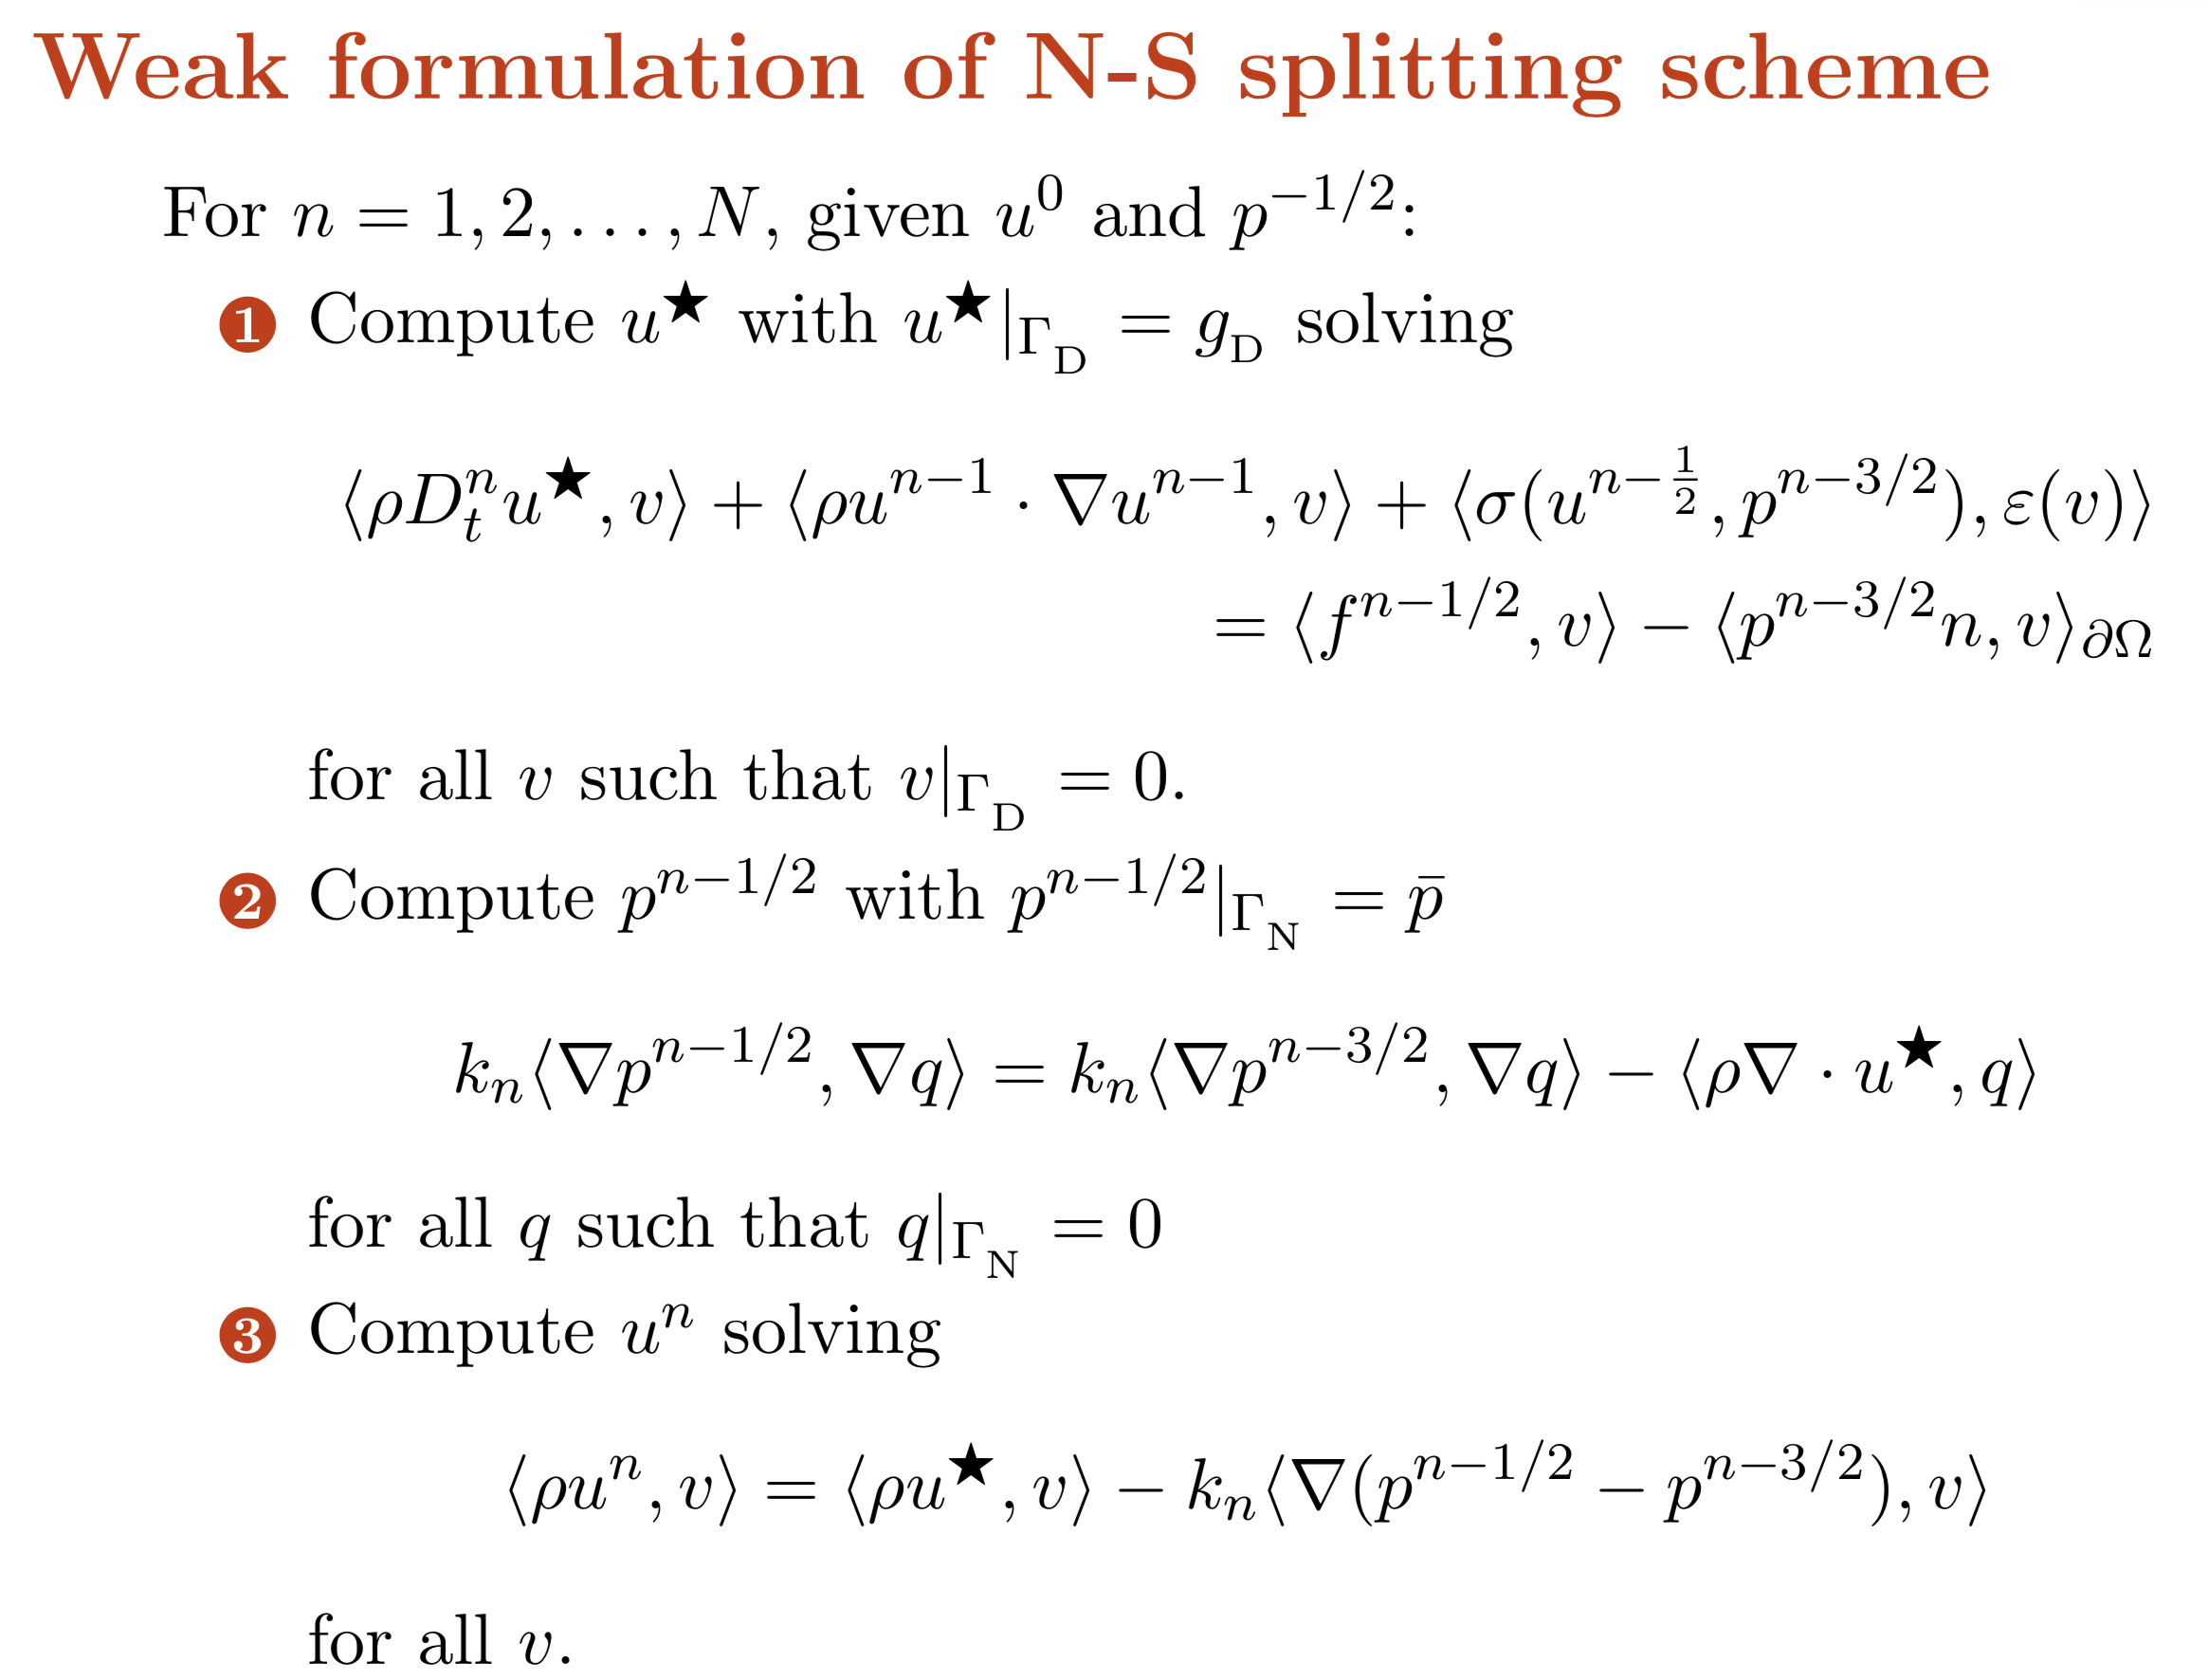 Weak formulation of N-S splitting scheme
For n = 1, 2, . . . , N, given u⁰ and p^{−1/2}:
1 Compute u^★ with u^★|_{Γ_D} = g_D solving
⟨ρD_t^n u^★, v⟩ + ⟨ρu^{n−1} · ∇u^{n−1}, v⟩ + ⟨σ(u^{n−\frac{1}{2}}, p^{n−3/2}), ε(v)⟩
= ⟨f^{n−1/2}, v⟩ − ⟨p^{n−3/2}n, v⟩_{∂Ω}
for all v such that v|_{Γ_D} = 0.
2 Compute p^{n−1/2} with p^{n−1/2}|_{Γ_N} = p̄
k_n⟨∇p^{n−1/2}, ∇q⟩ = k_n⟨∇p^{n−3/2}, ∇q⟩ − ⟨ρ∇ · u^★, q⟩
for all q such that q|_{Γ_N} = 0
3 Compute u^n solving
⟨ρu^n, v⟩ = ⟨ρu^★, v⟩ − k_n⟨∇(p^{n−1/2} − p^{n−3/2}), v⟩
for all v.